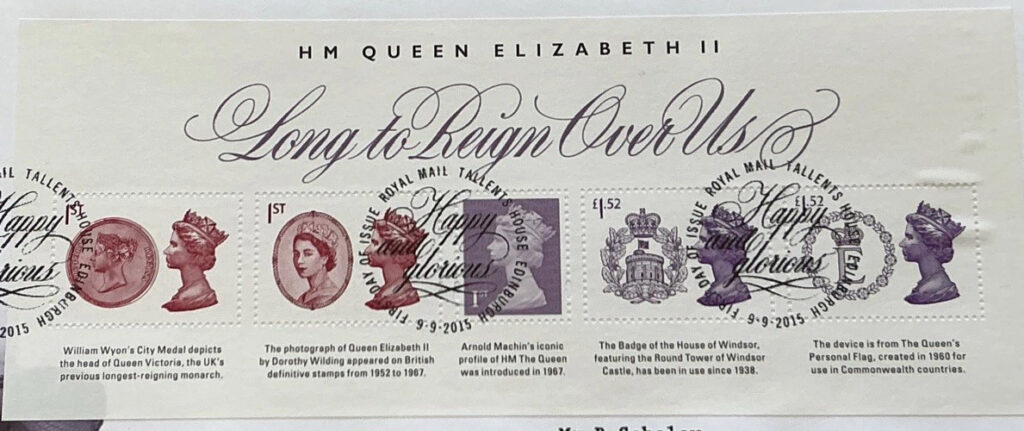 HM QUEEN ELIZABETH II
Long to Reign Over Us
1ST
1ST
1ST
£1.52
£1.52
Happy
and
glorious
FIRST DAY OF ISSUE ROYAL MAIL TALLENTS HOUSE EDINBURGH
9-9-2015
Happy
and
glorious
FIRST DAY OF ISSUE ROYAL MAIL TALLENTS HOUSE EDINBURGH
9-9-2015
Happy
glorious
MAIL TALLENTS HOUSE EDINBURGH
2015
William Wyon's City Medal depicts
the head of Queen Victoria, the UK's
previous longest-reigning monarch.
The photograph of Queen Elizabeth II
by Dorothy Wilding appeared on British
definitive stamps from 1952 to 1967.
Arnold Machin's iconic
profile of HM The Queen
was introduced in 1967.
The Badge of the House of Windsor,
featuring the Round Tower of Windsor
Castle, has been in use since 1938.
The device is from The Queen's
Personal Flag, created in 1960 for
use in Commonwealth countries.